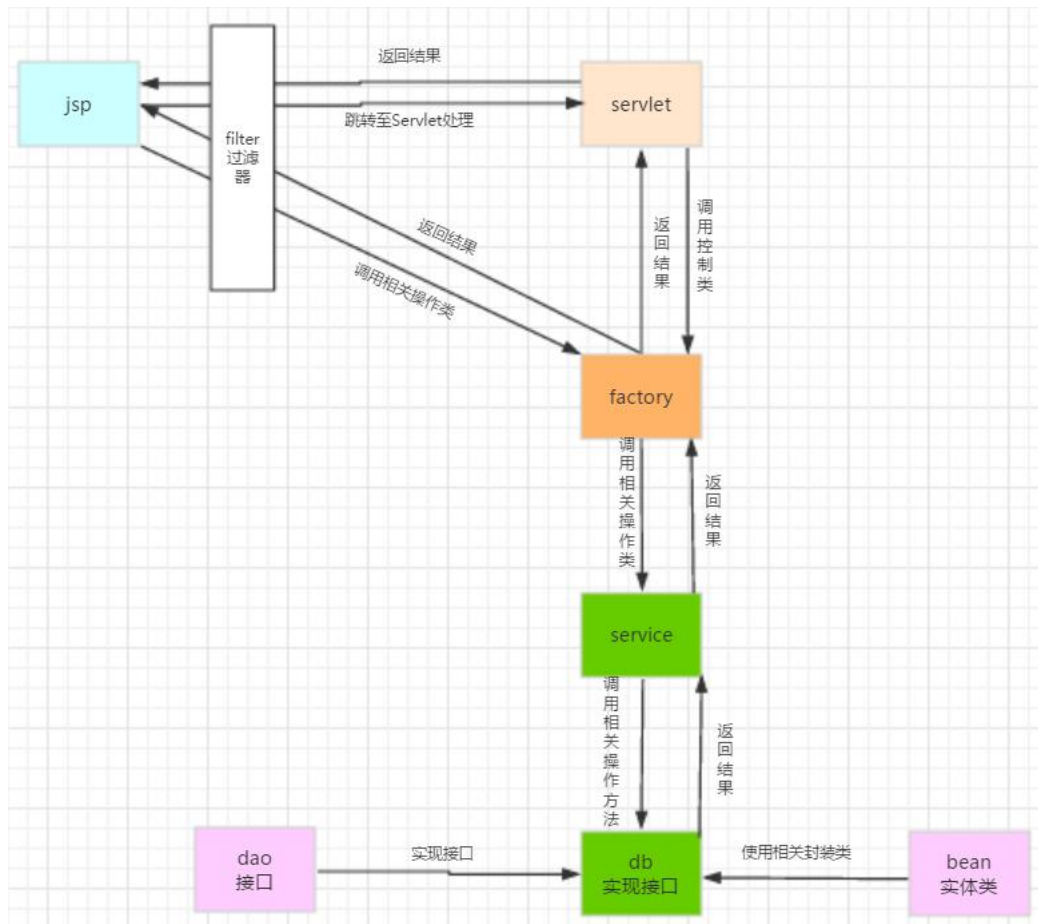 返回结果
jsp
servlet
跳转至Servlet处理
filter
过滤
器
返回结果
调用控制类
返回结果
调用相关操作类
factory
调用相关操作类
返回结果
service
调用相关操作方法
返回结果
dao
接口
实现接口
db
实现接口
使用相关封装类
bean
实体类